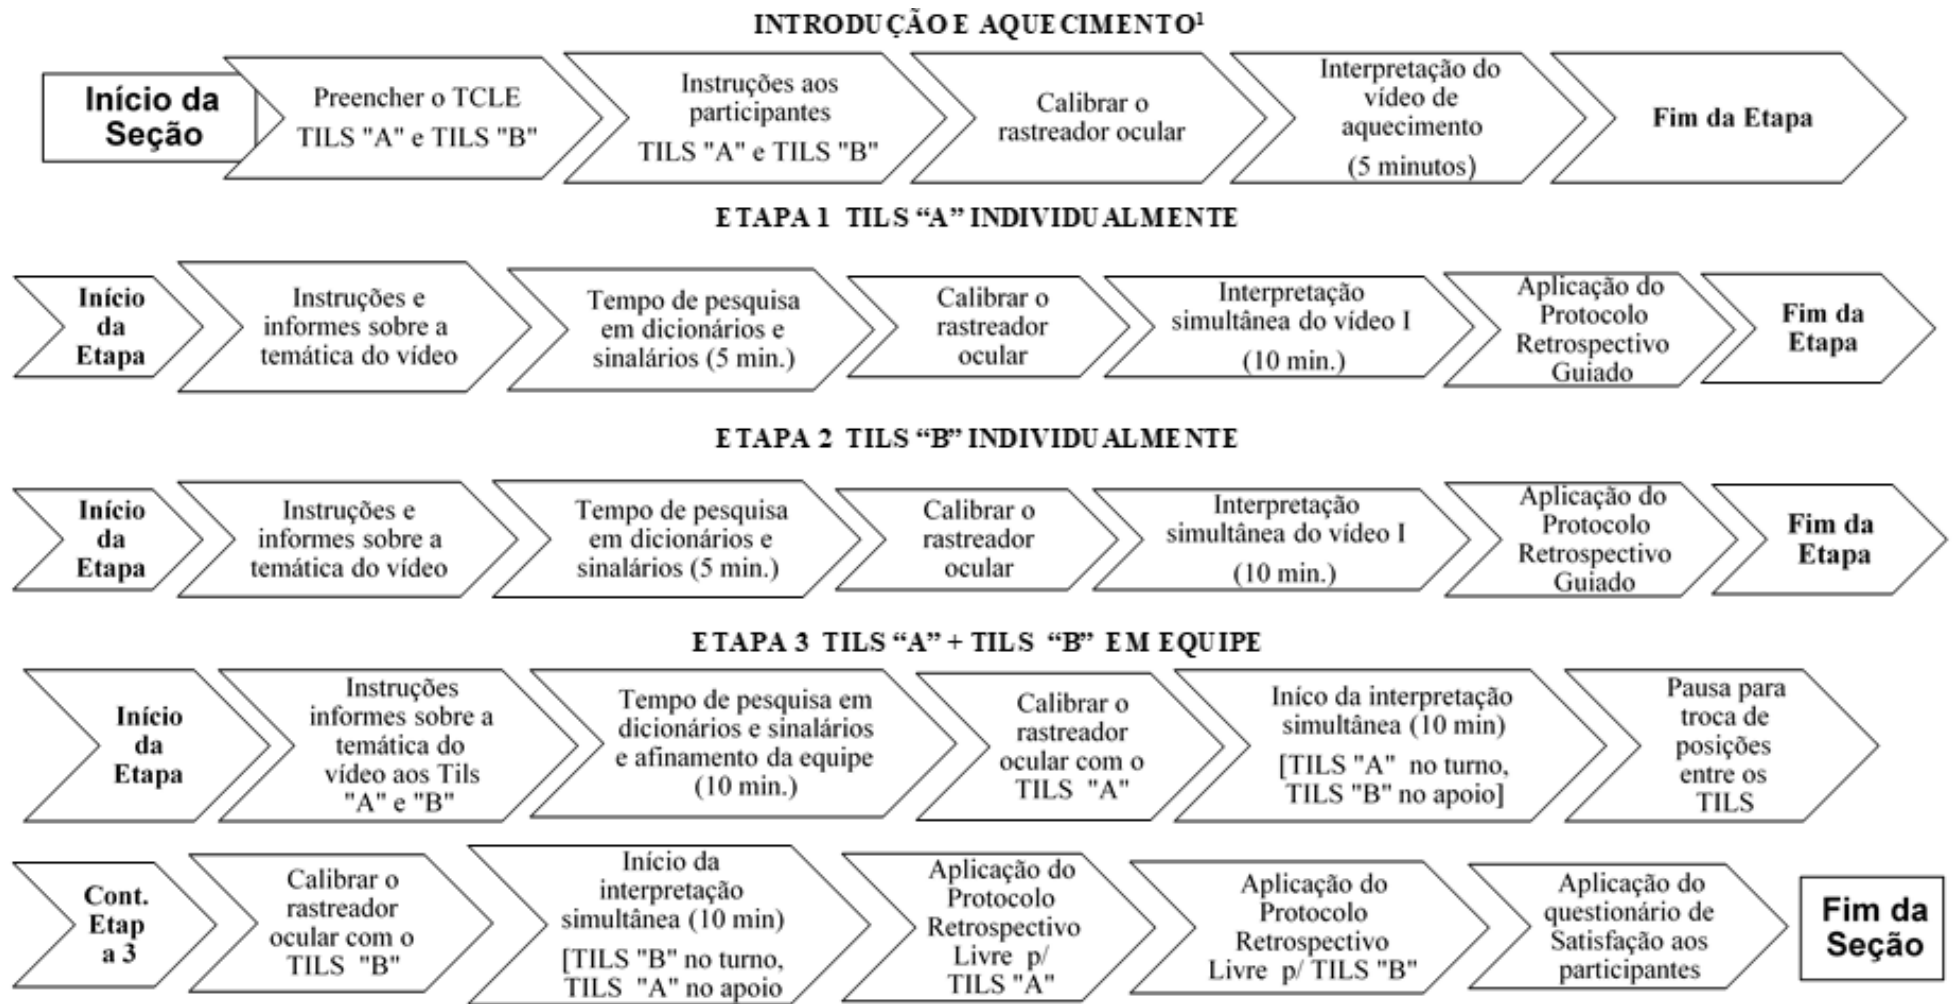 INTRODUÇÃO E AQUECIMENTO¹
Início da
Seção
Preencher o TCLE
TILS "A" e TILS "B"
Instruções aos
participantes
TILS "A" e TILS "B"
Calibrar o
rastreador ocular
Interpretação do
vídeo de
aquecimento
(5 minutos)
Fim da Etapa
ETAPA 1 TILS “A” INDIVIDUALMENTE
Início
da
Etapa
Instruções e
informes sobre a
temática do vídeo
Tempo de pesquisa
em dicionários e
sinalários (5 min.)
Calibrar o
rastreador
ocular
Interpretação
simultânea do vídeo I
(10 min.)
Aplicação do
Protocolo
Retrospectivo
Guiado
Fim da
Etapa
ETAPA 2 TILS “B” INDIVIDUALMENTE
Início
da
Etapa
Instruções e
informes sobre a
temática do vídeo
Tempo de pesquisa
em dicionários e
sinalários (5 min.)
Calibrar o
rastreador
ocular
Interpretação
simultânea do vídeo I
(10 min.)
Aplicação do
Protocolo
Retrospectivo
Guiado
Fim da
Etapa
ETAPA 3 TILS “A” + TILS “B” EM EQUIPE
Início
da
Etapa
Instruções
informes sobre a
temática do
vídeo aos Tils
"A" e "B"
Tempo de pesquisa em
dicionários e sinalários
e afinamento da equipe
(10 min.)
Calibrar o
rastreador
ocular com o
TILS "A"
Iníco da interpretação
simultânea (10 min)
[TILS "A" no turno,
TILS "B" no apoio]
Pausa para
troca de
posições
entre os
TILS
Cont.
Etap
a 3
Calibrar o
rastreador
ocular com o
TILS "B"
Início da
interpretação
simultânea (10 min)
[TILS "B" no turno,
TILS "A" no apoio
Aplicação do
Protocolo
Retrospectivo
Livre p/
TILS "A"
Aplicação do
Protocolo
Retrospectivo
Livre p/ TILS "B"
Aplicação do
questionário de
Satisfação aos
participantes
Fim da
Seção